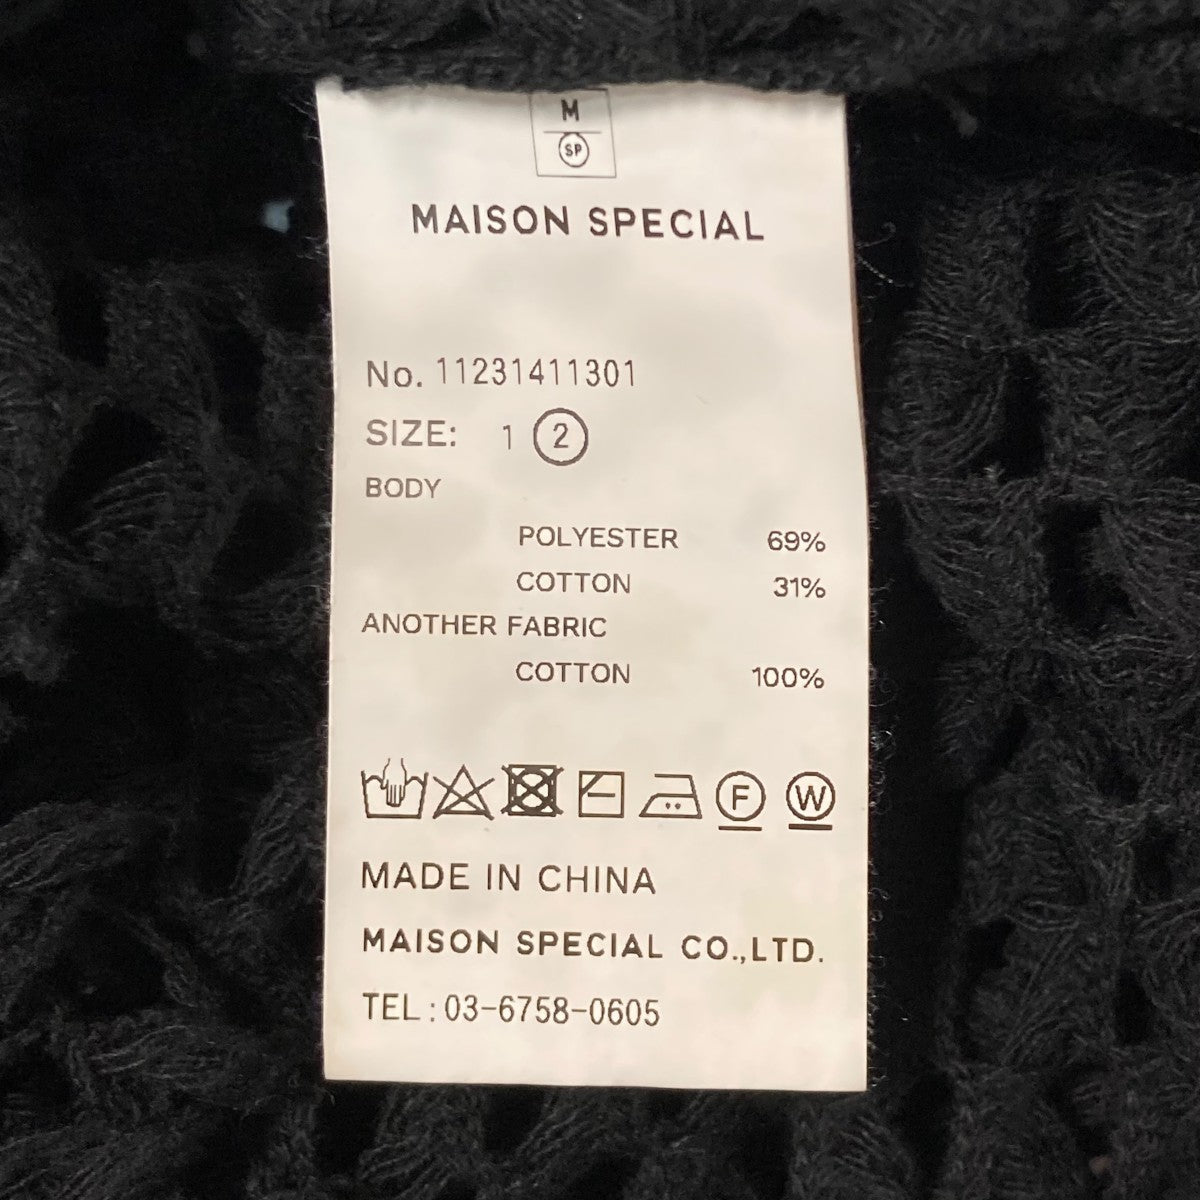 M
SP
MAISON SPECIAL
No. 11231411301
SIZE: 1 2
BODY
POLYESTER 69%
COTTON 31%
ANOTHER FABRIC
COTTON 100%
F W
MADE IN CHINA
MAISON SPECIAL CO.,LTD.
TEL : 03-6758-0605